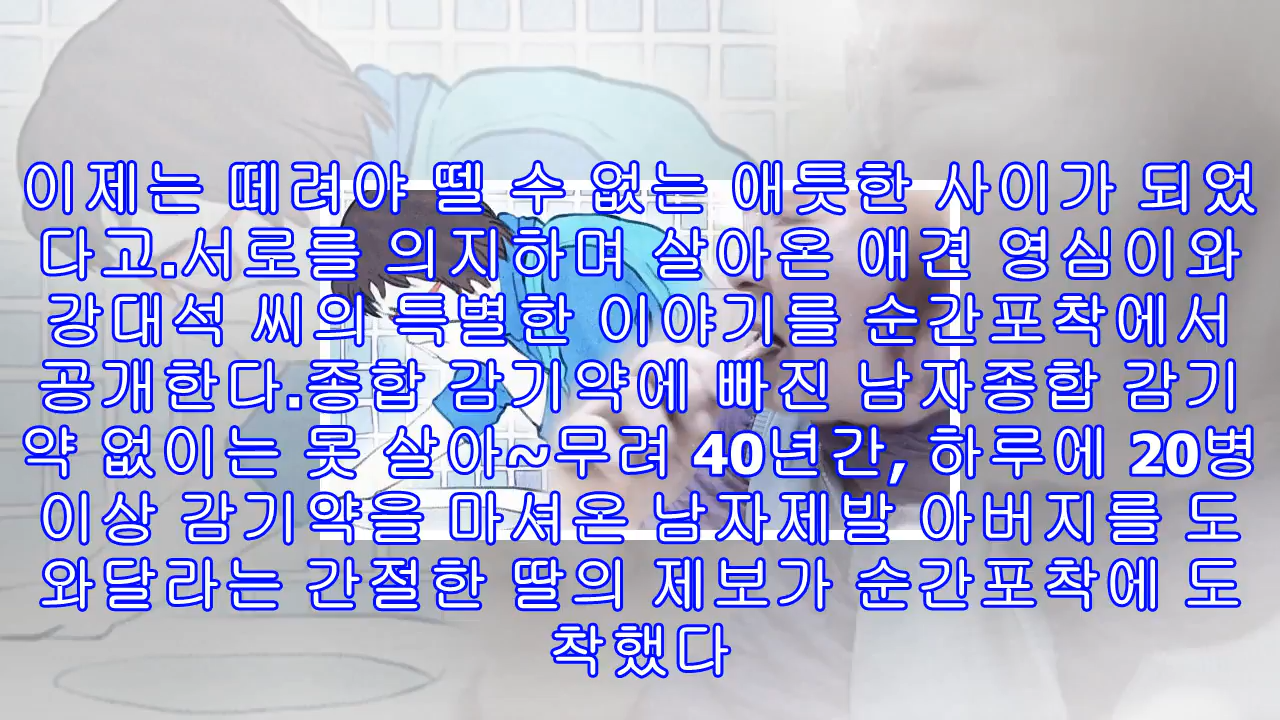 이제는 떼려야 뗄 수 없는 애틋한 사이가 되었
다고.서로를 의지하며 살아온 애견 영심이와
강대석 씨의 특별한 이야기를 순간포착에서
공개한다.종합 감기약에 빠진 남자종합 감기
약 없이는 못 살아~무려 40년간, 하루에 20병
이상 감기약을 마셔온 남자제발 아버지를 도
와달라는 간절한 딸의 제보가 순간포착에 도
착했다